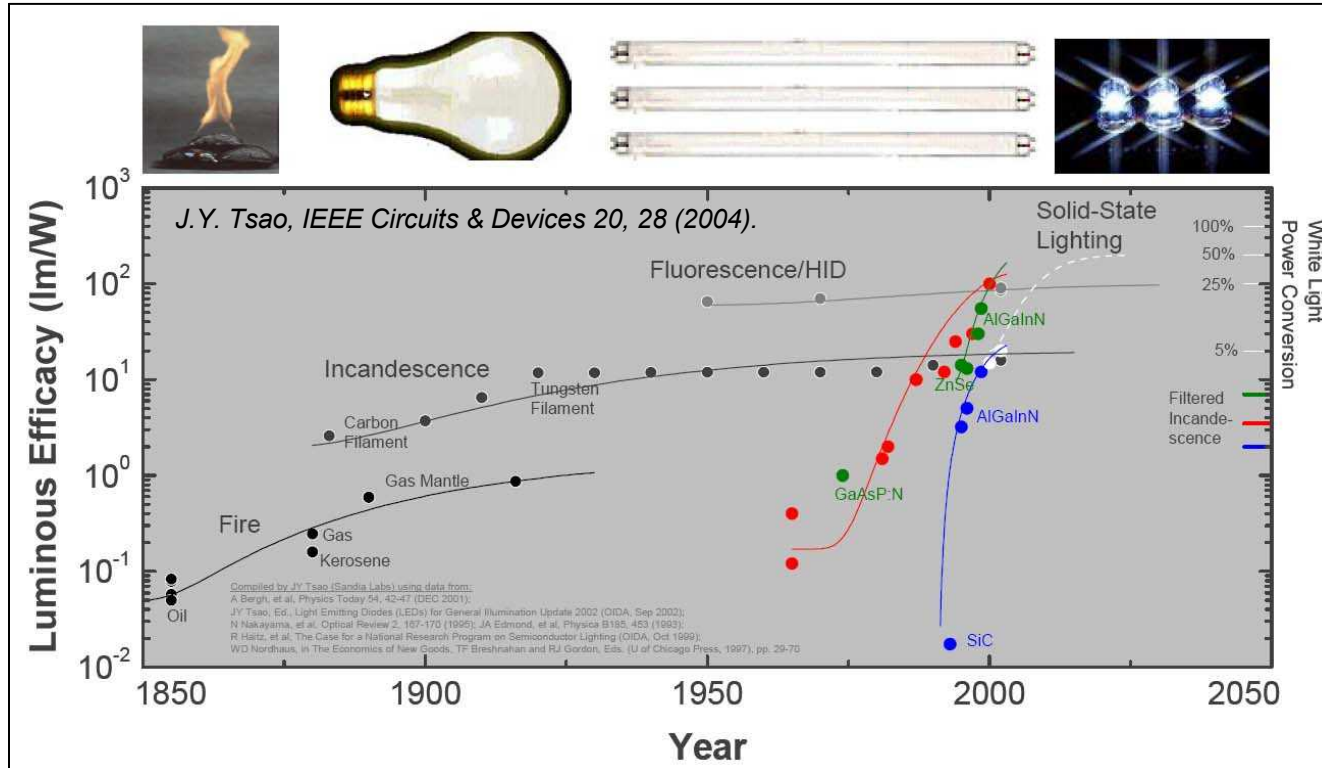 10³
10²
10¹
10⁰
10⁻¹
10⁻²
Luminous Efficacy (lm/W)
J.Y. Tsao, IEEE Circuits & Devices 20, 28 (2004).
Solid-State
Lighting
Fluorescence/HID
Incandescence
Carbon
Filament
Tungsten
Filament
Fire
Gas Mantle
Gas
Kerosene
Oil
AlGaInN
ZnSe
AlGaInN
GaAsP:N
SiC
100%
50%
25%
5%
White Light
Power Conversion
Filtered
Incande-
scence
Compiled by JY Tsao (Sandia Labs) using data from:
A Bergh, et al, Physics Today 54, 42-47 (DEC 2001);
JY Tsao, Ed., Light Emitting Diodes (LEDs) for General Illumination Update 2002 (OIDA, Sep 2002);
N Nakayama, et al, Optical Review 2, 167-170 (1995); JA Edmond, et al, Physica B185, 453 (1993);
R Haitz, et al, The Case for a National Research Program on Semiconductor Lighting (OIDA, Oct 1999);
WD Nordhaus, in The Economics of New Goods, TF Breshnahan and RJ Gordon, Eds. (U of Chicago Press, 1997), pp. 29-70
1850
1900
1950
2000
2050
Year